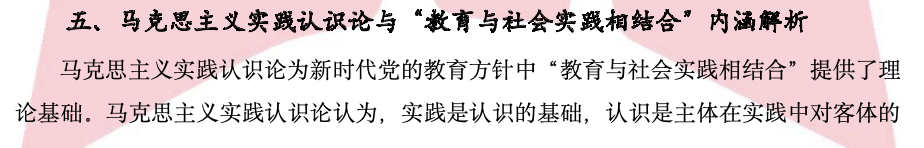 五、马克思主义实践认识论与“教育与社会实践相结合”内涵解析
马克思主义实践认识论为新时代党的教育方针中“教育与社会实践相结合”提供了理
论基础。马克思主义实践认识论认为，实践是认识的基础，认识是主体在实践中对客体的